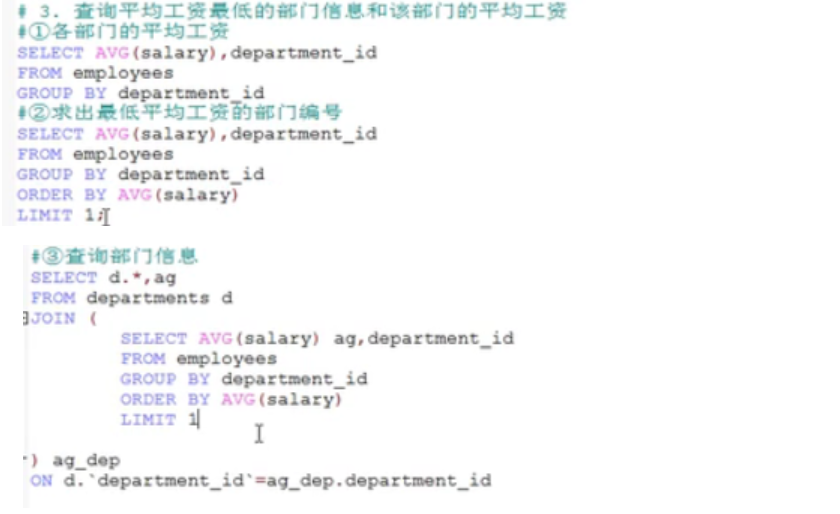 # 3. 查询平均工资最低的部门信息和该部门的平均工资
#①各部门的平均工资
SELECT AVG(salary),department_id
FROM employees
GROUP BY department_id
#②求出最低平均工资的部门编号
SELECT AVG(salary),department_id
FROM employees
GROUP BY department_id
ORDER BY AVG(salary)
LIMIT 1;
#③查询部门信息
SELECT d.*,ag
FROM departments d
JOIN (
SELECT AVG(salary) ag,department_id
FROM employees
GROUP BY department_id
ORDER BY AVG(salary)
LIMIT 1
) ag_dep
ON d.`department_id`=ag_dep.department_id